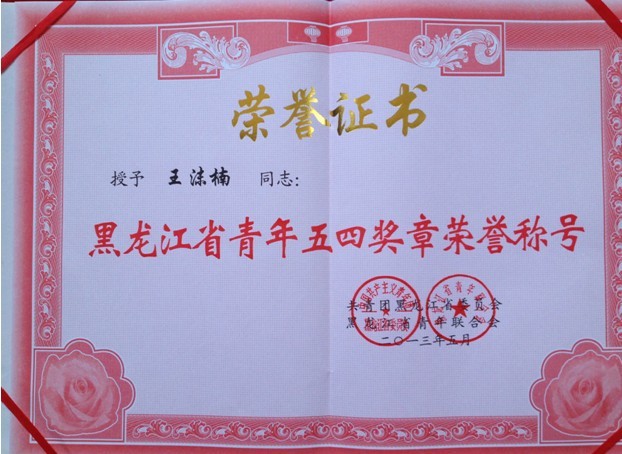 荣誉证书
授予 王沫楠 同志：
黑龙江省青年五四奖章荣誉称号
共青团黑龙江省委员会
黑龙江省青年联合会
二〇一三年五月